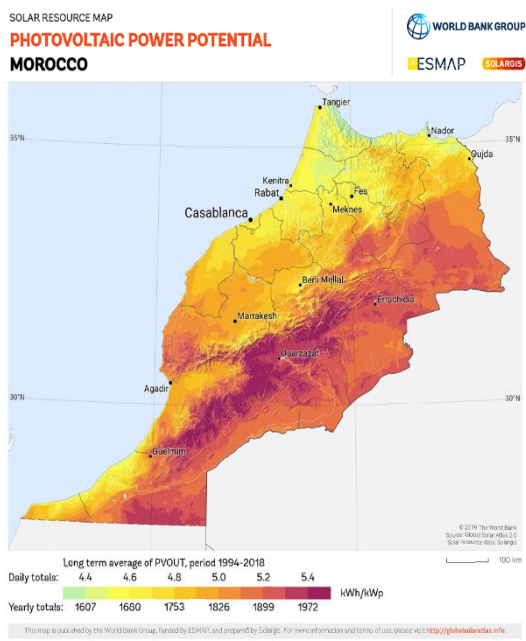 SOLAR RESOURCE MAP
PHOTOVOLTAIC POWER POTENTIAL
MOROCCO
WORLD BANK GROUP
ESMAP
SOLARGIS
Tangier
35°N
Nador
35°N
Oujda
Kenitra
Rabat
Fes
Casablanca
Meknes
Beni Mellal
Errachidia
Marrakesh
Ouarzazat
Agadir
30°N
30°N
Guelmim
© 2019 The World Bank
Source: Global Solar Atlas 2.0
Solar resource data: Solargis
100 km
Long term average of PVOUT, period 1994-2018
Daily totals: 4.4 4.6 4.8 5.0 5.2 5.4
kWh/kWp
Yearly totals: 1607 1680 1753 1826 1899 1972
This map is published by the World Bank Group, funded by ESMAP, and prepared by Solargis. For more information and terms of use, please visit http://globalsolaratlas.info.